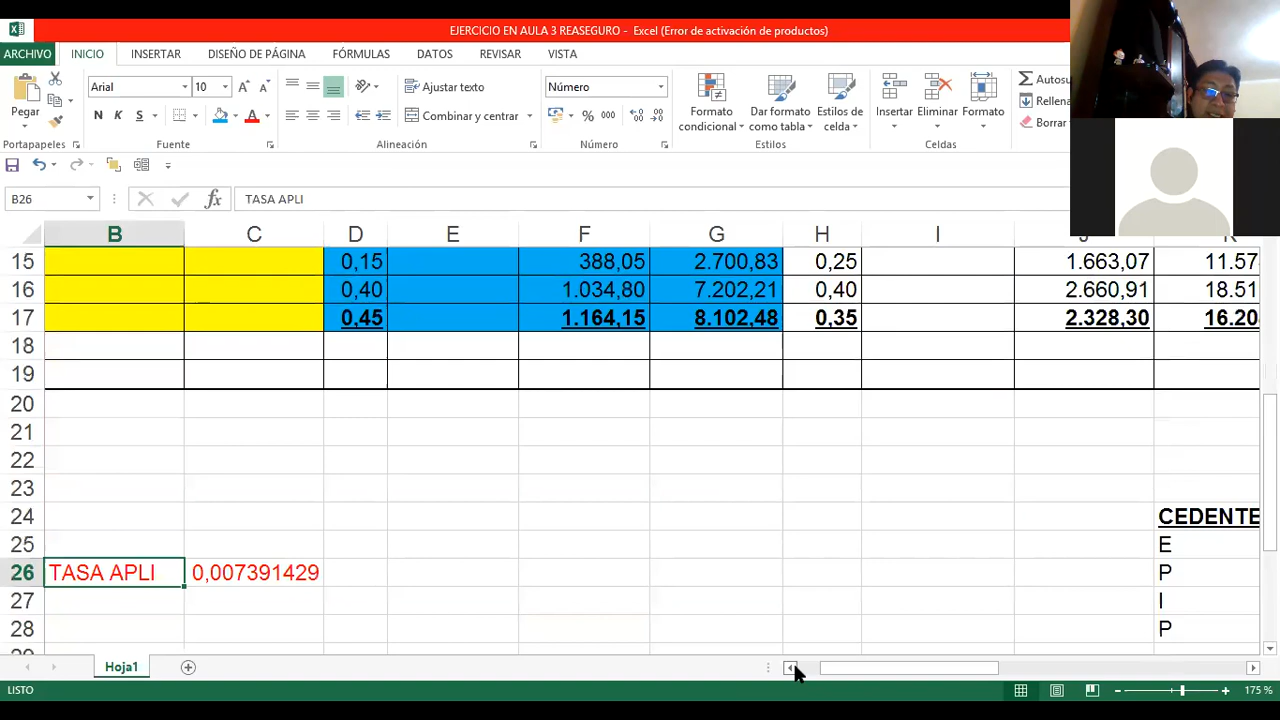 EJERCICIO EN AULA 3 REASEGURO - Excel (Error de activación de productos)
ARCHIVO INICIO INSERTAR DISEÑO DE PÁGINA FÓRMULAS DATOS REVISAR VISTA
Arial 10 Ajustar texto Número Autosu
Pegar N K S A Combinar y centrar % 000 Formato condicional Dar formato como tabla Estilos de celda Insertar Eliminar Formato Rellena
Borrar
Portapapeles Fuente Alineación Número Estilos Celdas
B26 fx TASA APLI
B C D E F G H I J K
15 0,15 388,05 2.700,83 0,25 1.663,07 11.57
16 0,40 1.034,80 7.202,21 0,40 2.660,91 18.51
17 0,45 1.164,15 8.102,48 0,35 2.328,30 16.20
18
19
20
21
22
23
24 CEDENTE
25 E
26 TASA APLI 0,007391429 P
27 I
28 P
29
Hoja1
LISTO 175 %